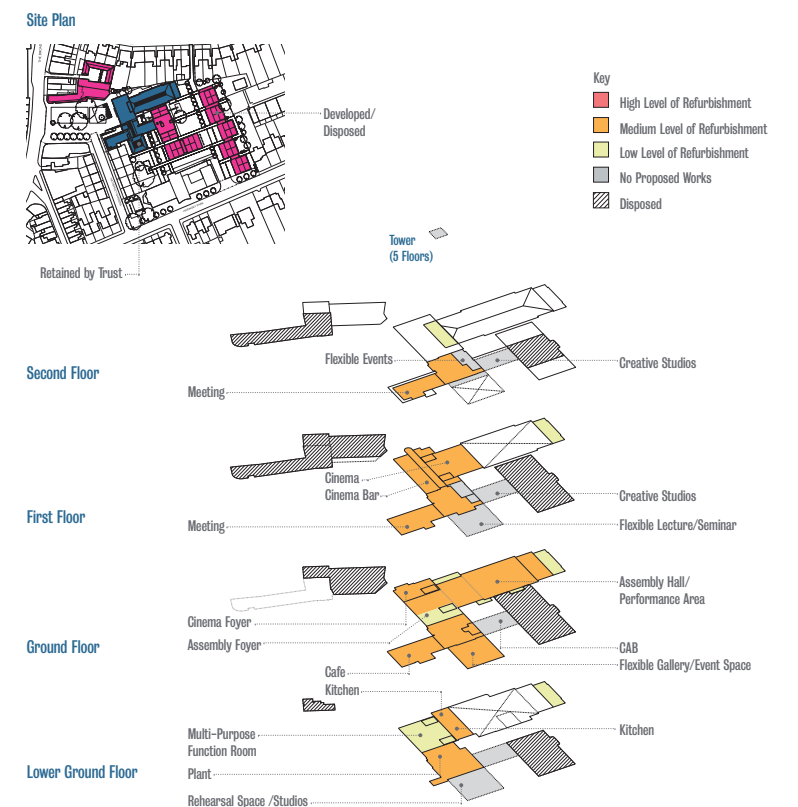 Site Plan
Developed/
Disposed
Retained by Trust
Key
High Level of Refurbishment
Medium Level of Refurbishment
Low Level of Refurbishment
No Proposed Works
Disposed
Tower
(5 Floors)
Second Floor
Flexible Events
Meeting
Creative Studios
First Floor
Cinema
Cinema Bar
Meeting
Creative Studios
Flexible Lecture/Seminar
Ground Floor
Cinema Foyer
Assembly Foyer
Cafe
Assembly Hall/
Performance Area
CAB
Flexible Gallery/Event Space
Lower Ground Floor
Kitchen
Multi-Purpose
Function Room
Plant
Rehearsal Space /Studios
Kitchen